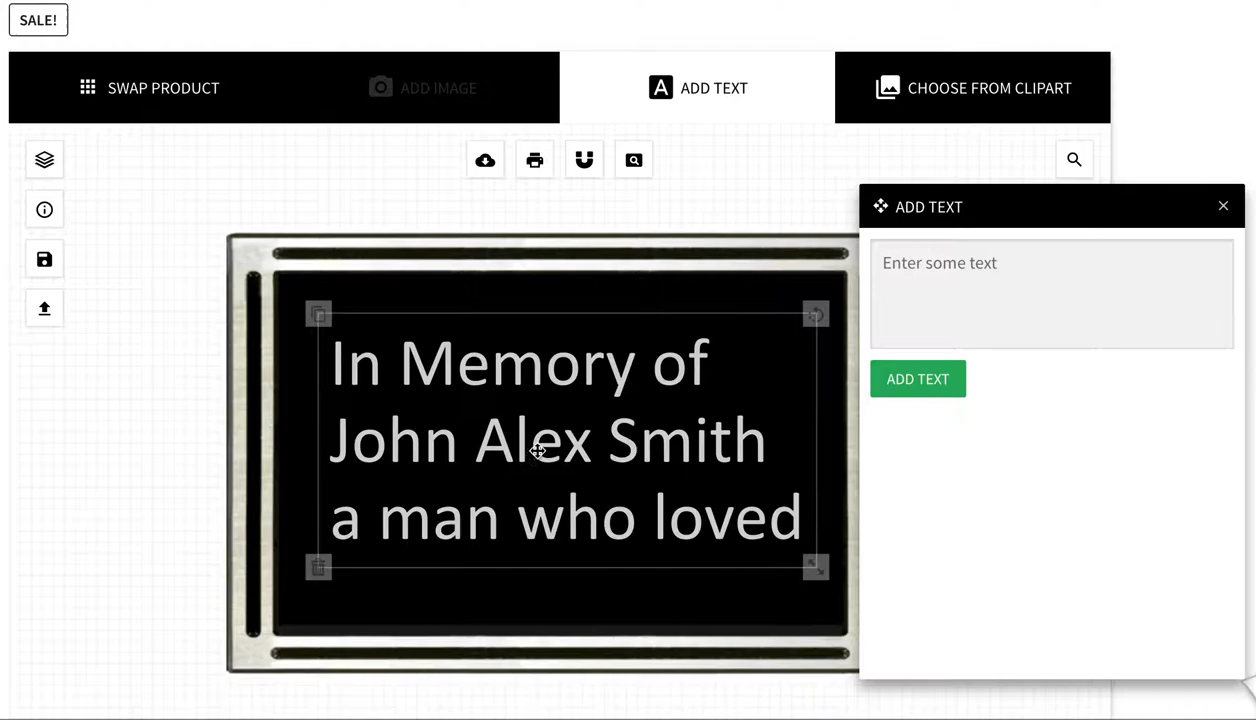 SALE!
SWAP PRODUCT
ADD IMAGE
A ADD TEXT
CHOOSE FROM CLIPART
ADD TEXT
Enter some text
ADD TEXT
In Memory of
John Alex Smith
a man who loved